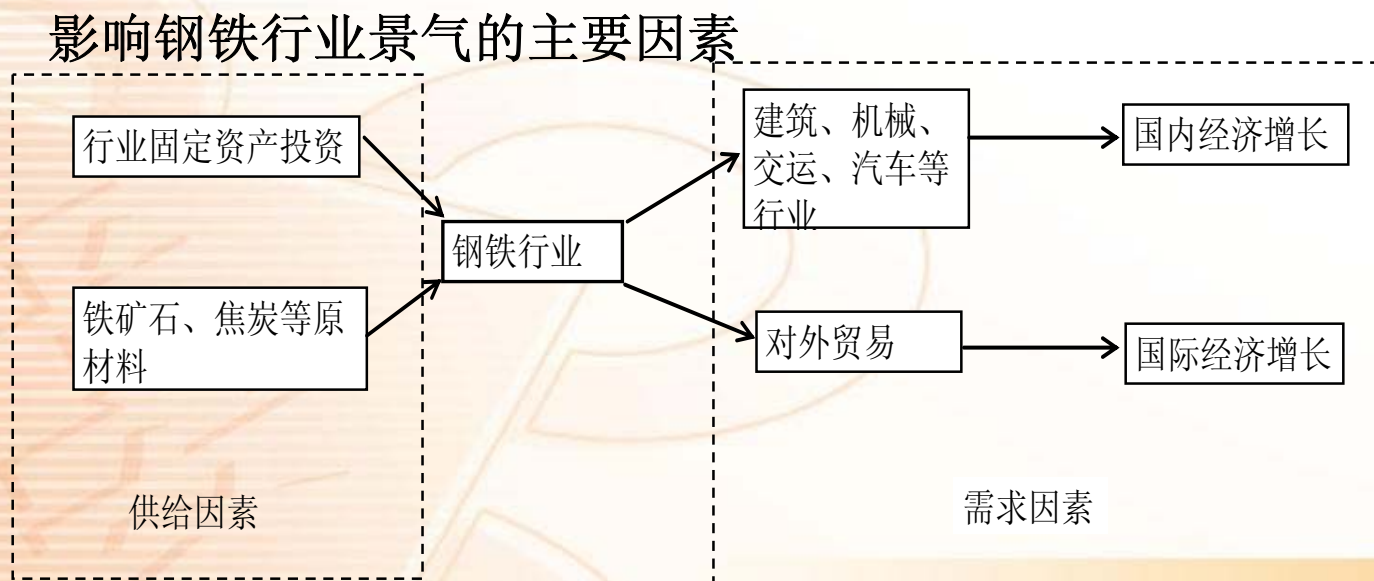 影响钢铁行业景气的主要因素
行业固定资产投资
铁矿石、焦炭等原
材料
供给因素
钢铁行业
建筑、机械、
交运、汽车等
行业
对外贸易
国内经济增长
国际经济增长
需求因素